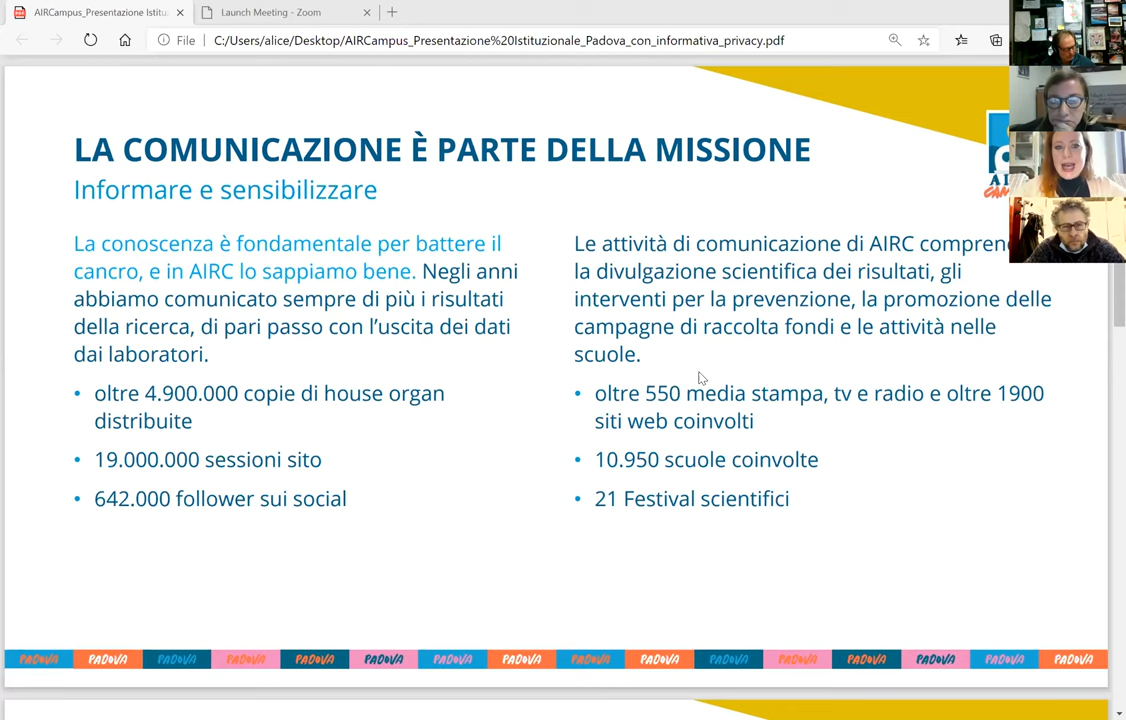 AIRCampus_Presentazione Istituz
Launch Meeting - Zoom
File
C:/Users/alice/Desktop/AIRCampus_Presentazione%20Istituzionale_Padova_con_informativa_privacy.pdf
LA COMUNICAZIONE È PARTE DELLA MISSIONE
Informare e sensibilizzare
La conoscenza è fondamentale per battere il
cancro, e in AIRC lo sappiamo bene. Negli anni
abbiamo comunicato sempre di più i risultati
della ricerca, di pari passo con l'uscita dei dati
dai laboratori.
• oltre 4.900.000 copie di house organ
distribuite
• 19.000.000 sessioni sito
• 642.000 follower sui social
Le attività di comunicazione di AIRC compren
la divulgazione scientifica dei risultati, gli
interventi per la prevenzione, la promozione delle
campagne di raccolta fondi e le attività nelle
scuole.
• oltre 550 media stampa, tv e radio e oltre 1900
siti web coinvolti
• 10.950 scuole coinvolte
• 21 Festival scientifici
PADOVA PADOVA PADOVA PADOVA PADOVA PADOVA PADOVA PADOVA PADOVA PADOVA PADOVA PADOVA PADOVA PADOVA PADOVA PADOVA